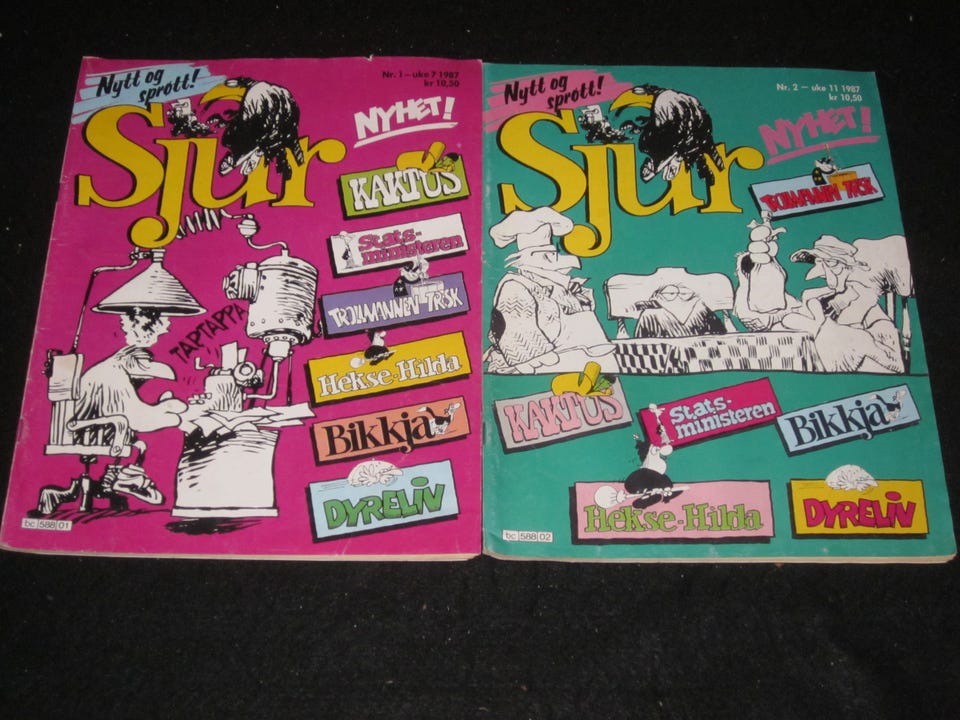 Nytt og
sprøtt!
Nr. 1 – uke 7 1987
kr 10,50
Sjur
NYHET!
KAKTUS
Stats-
ministeren
TROLLMANNEN TRISK
TAPTAPPA
Hekse-Hilda
Bikkja
DYRELIV
bc 588 01
Nytt og
sprøtt!
Nr. 2 – uke 11 1987
kr 10,50
Sjur
NYHET!
TROLLMANNEN TRISK
KAKTUS
Stats-
ministeren
Bikkja
Hekse-Hilda
DYRELIV
bc 588 02